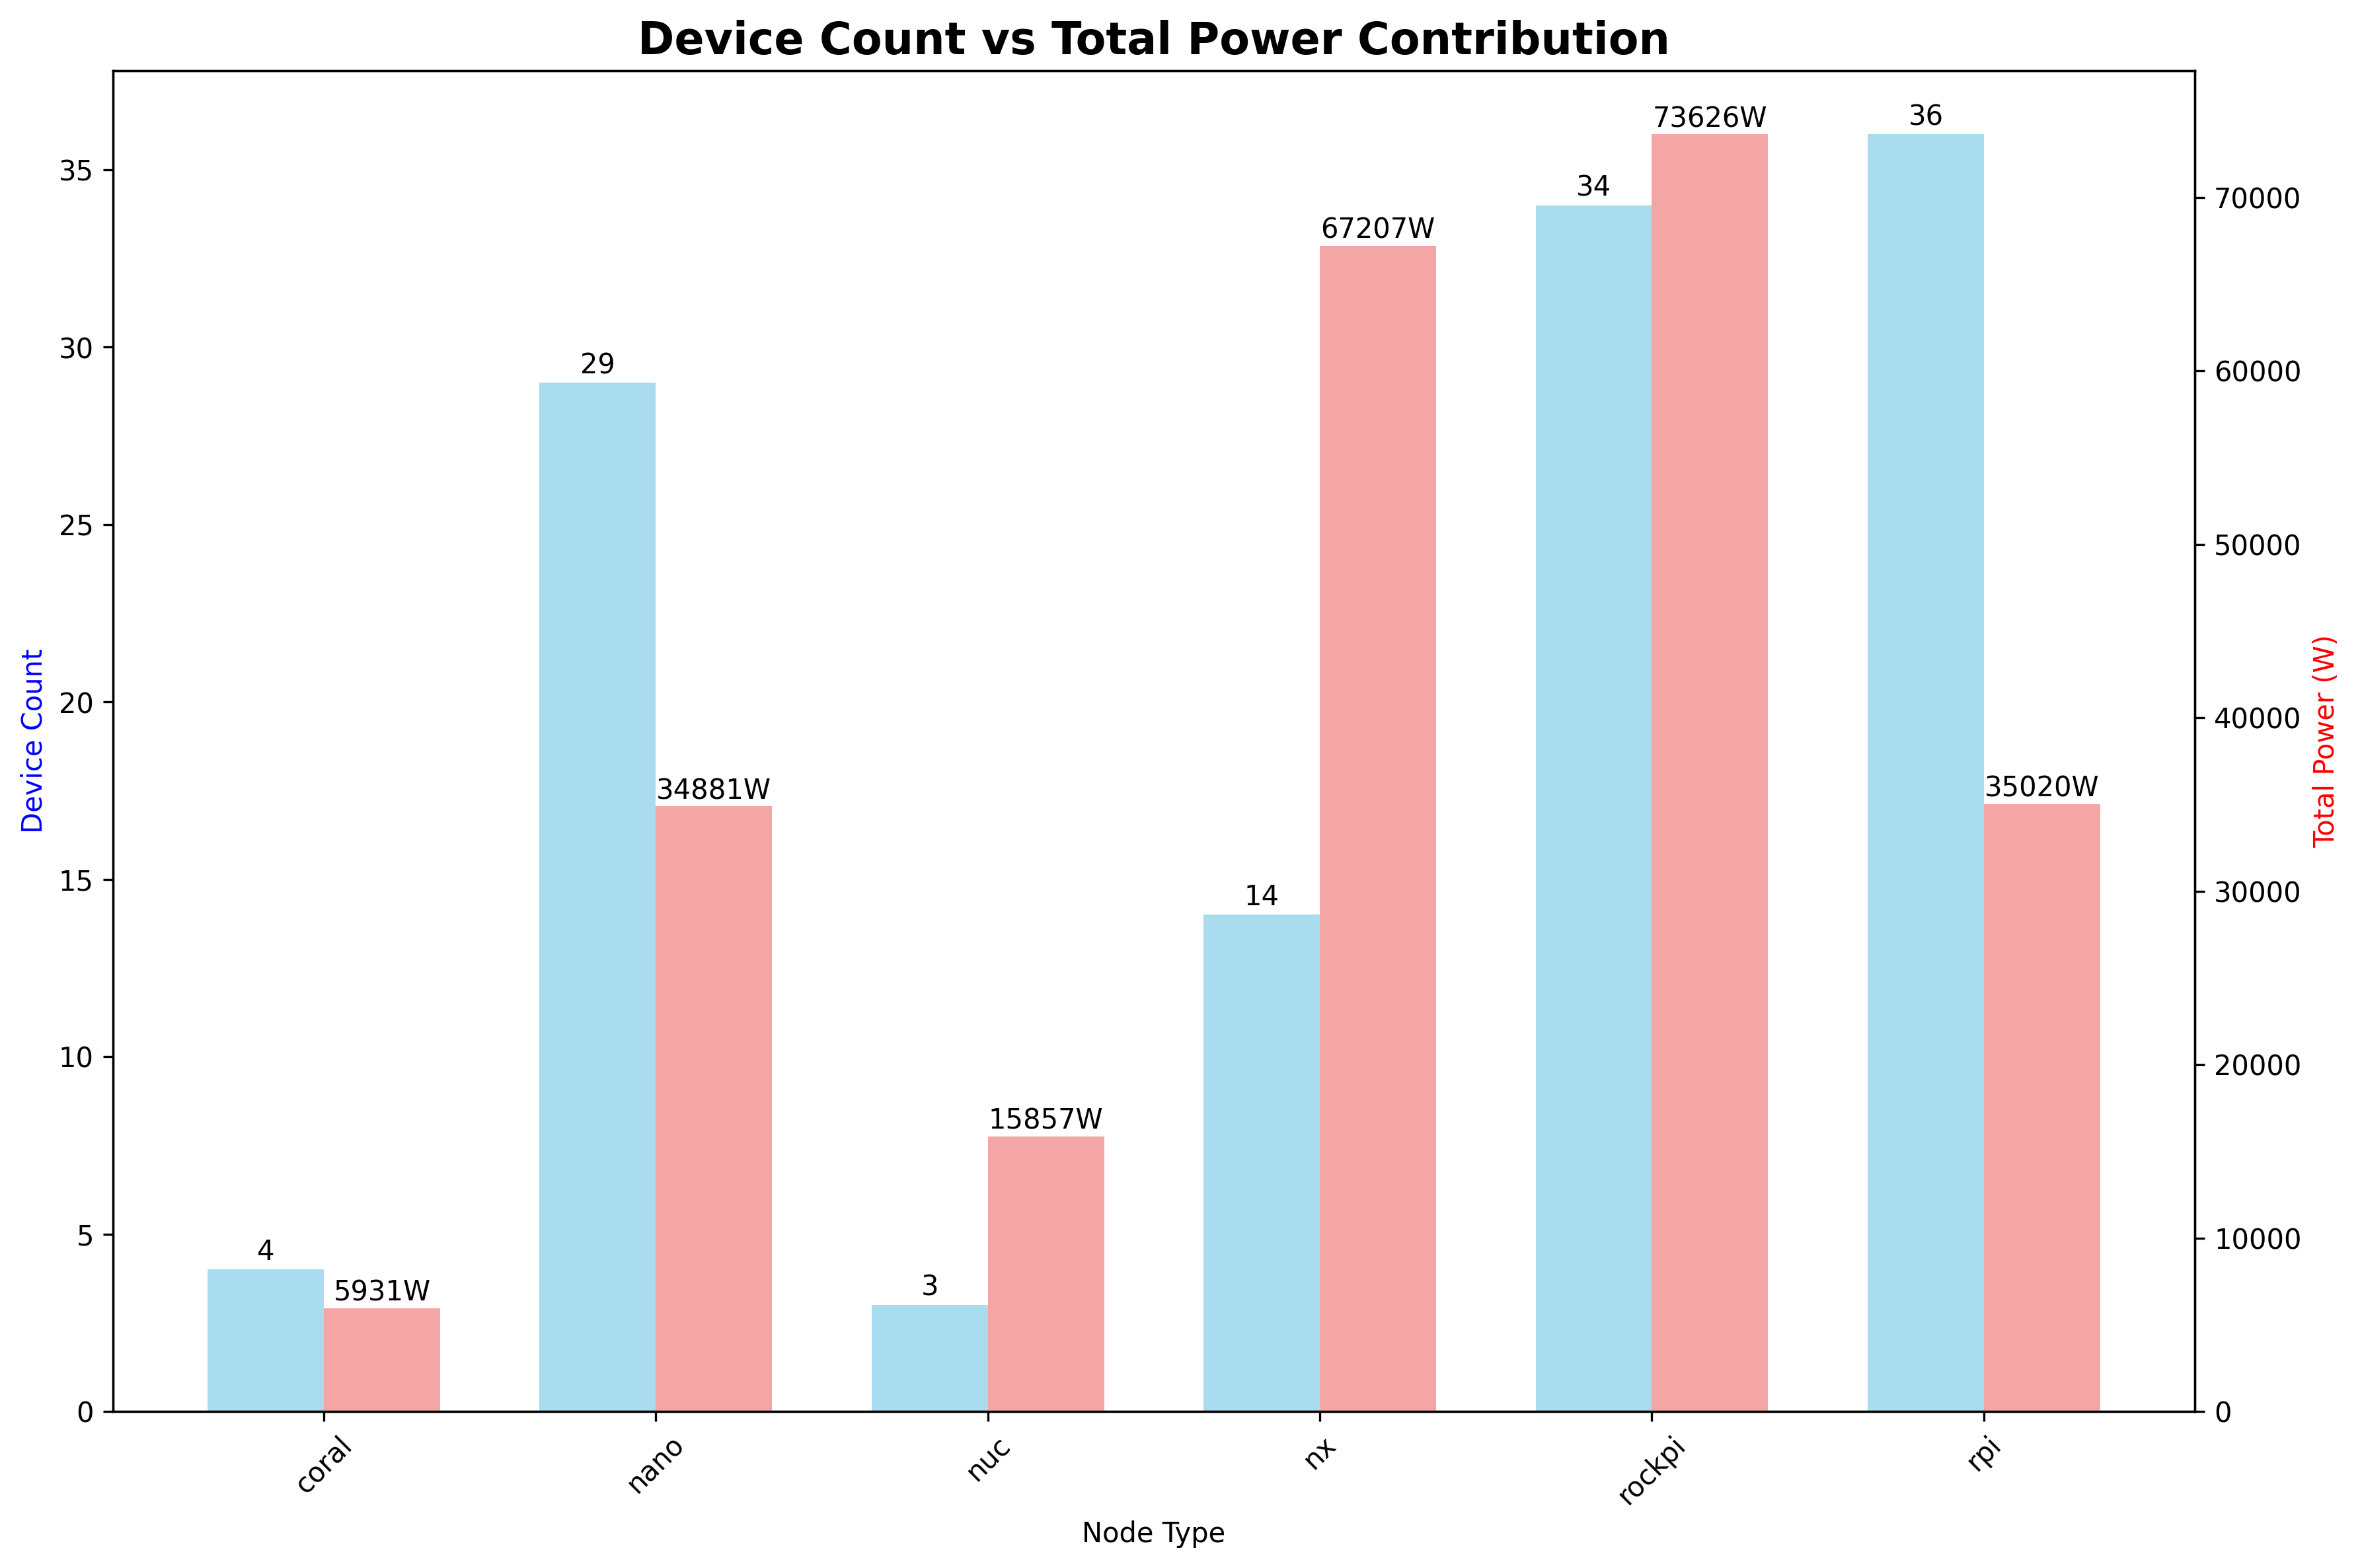 Device Count vs Total Power Contribution
Device Count
35
30
25
20
15
10
5
0
4
5931W
29
34881W
3
15857W
14
67207W
34
73626W
36
35020W
70000
60000
50000
40000
30000
20000
10000
0
Total Power (W)
coral
nano
nuc
nx
rockpi
rpi
Node Type